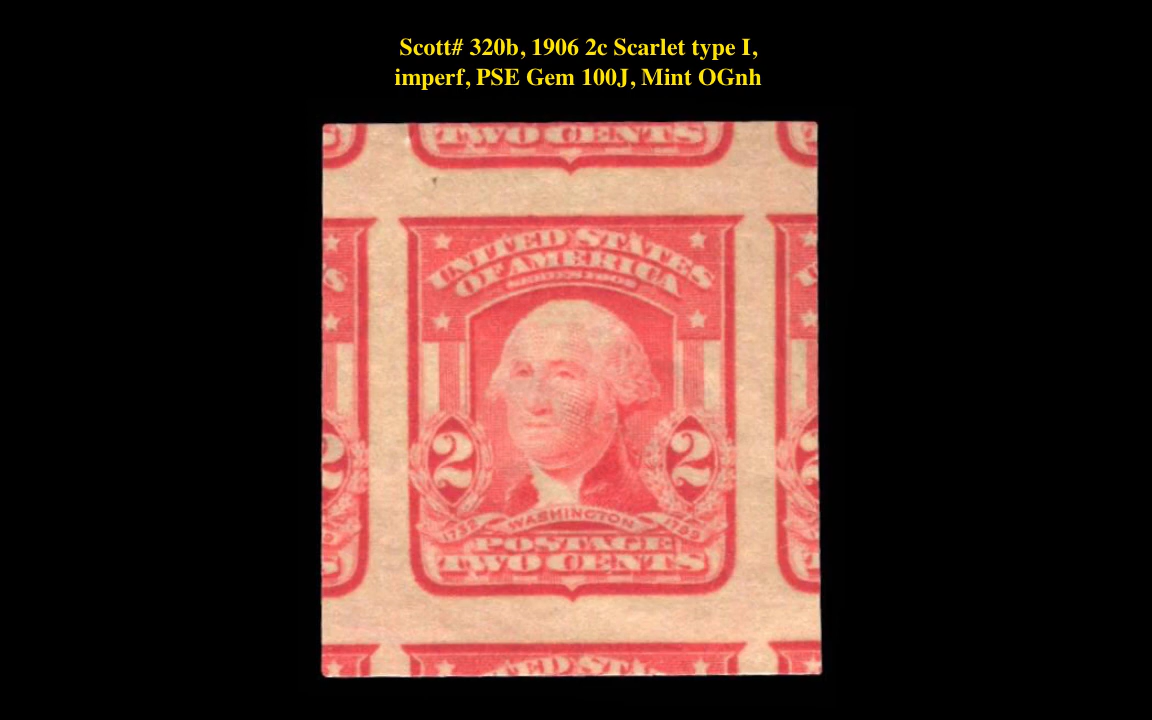 Scott# 320b, 1906 2c Scarlet type I,
imperf, PSE Gem 100J, Mint OGnh
TWO CENTS
UNITED STATES
OF AMERICA
2 2
1732 WASHINGTON 1799
POSTAGE
TWO CENTS